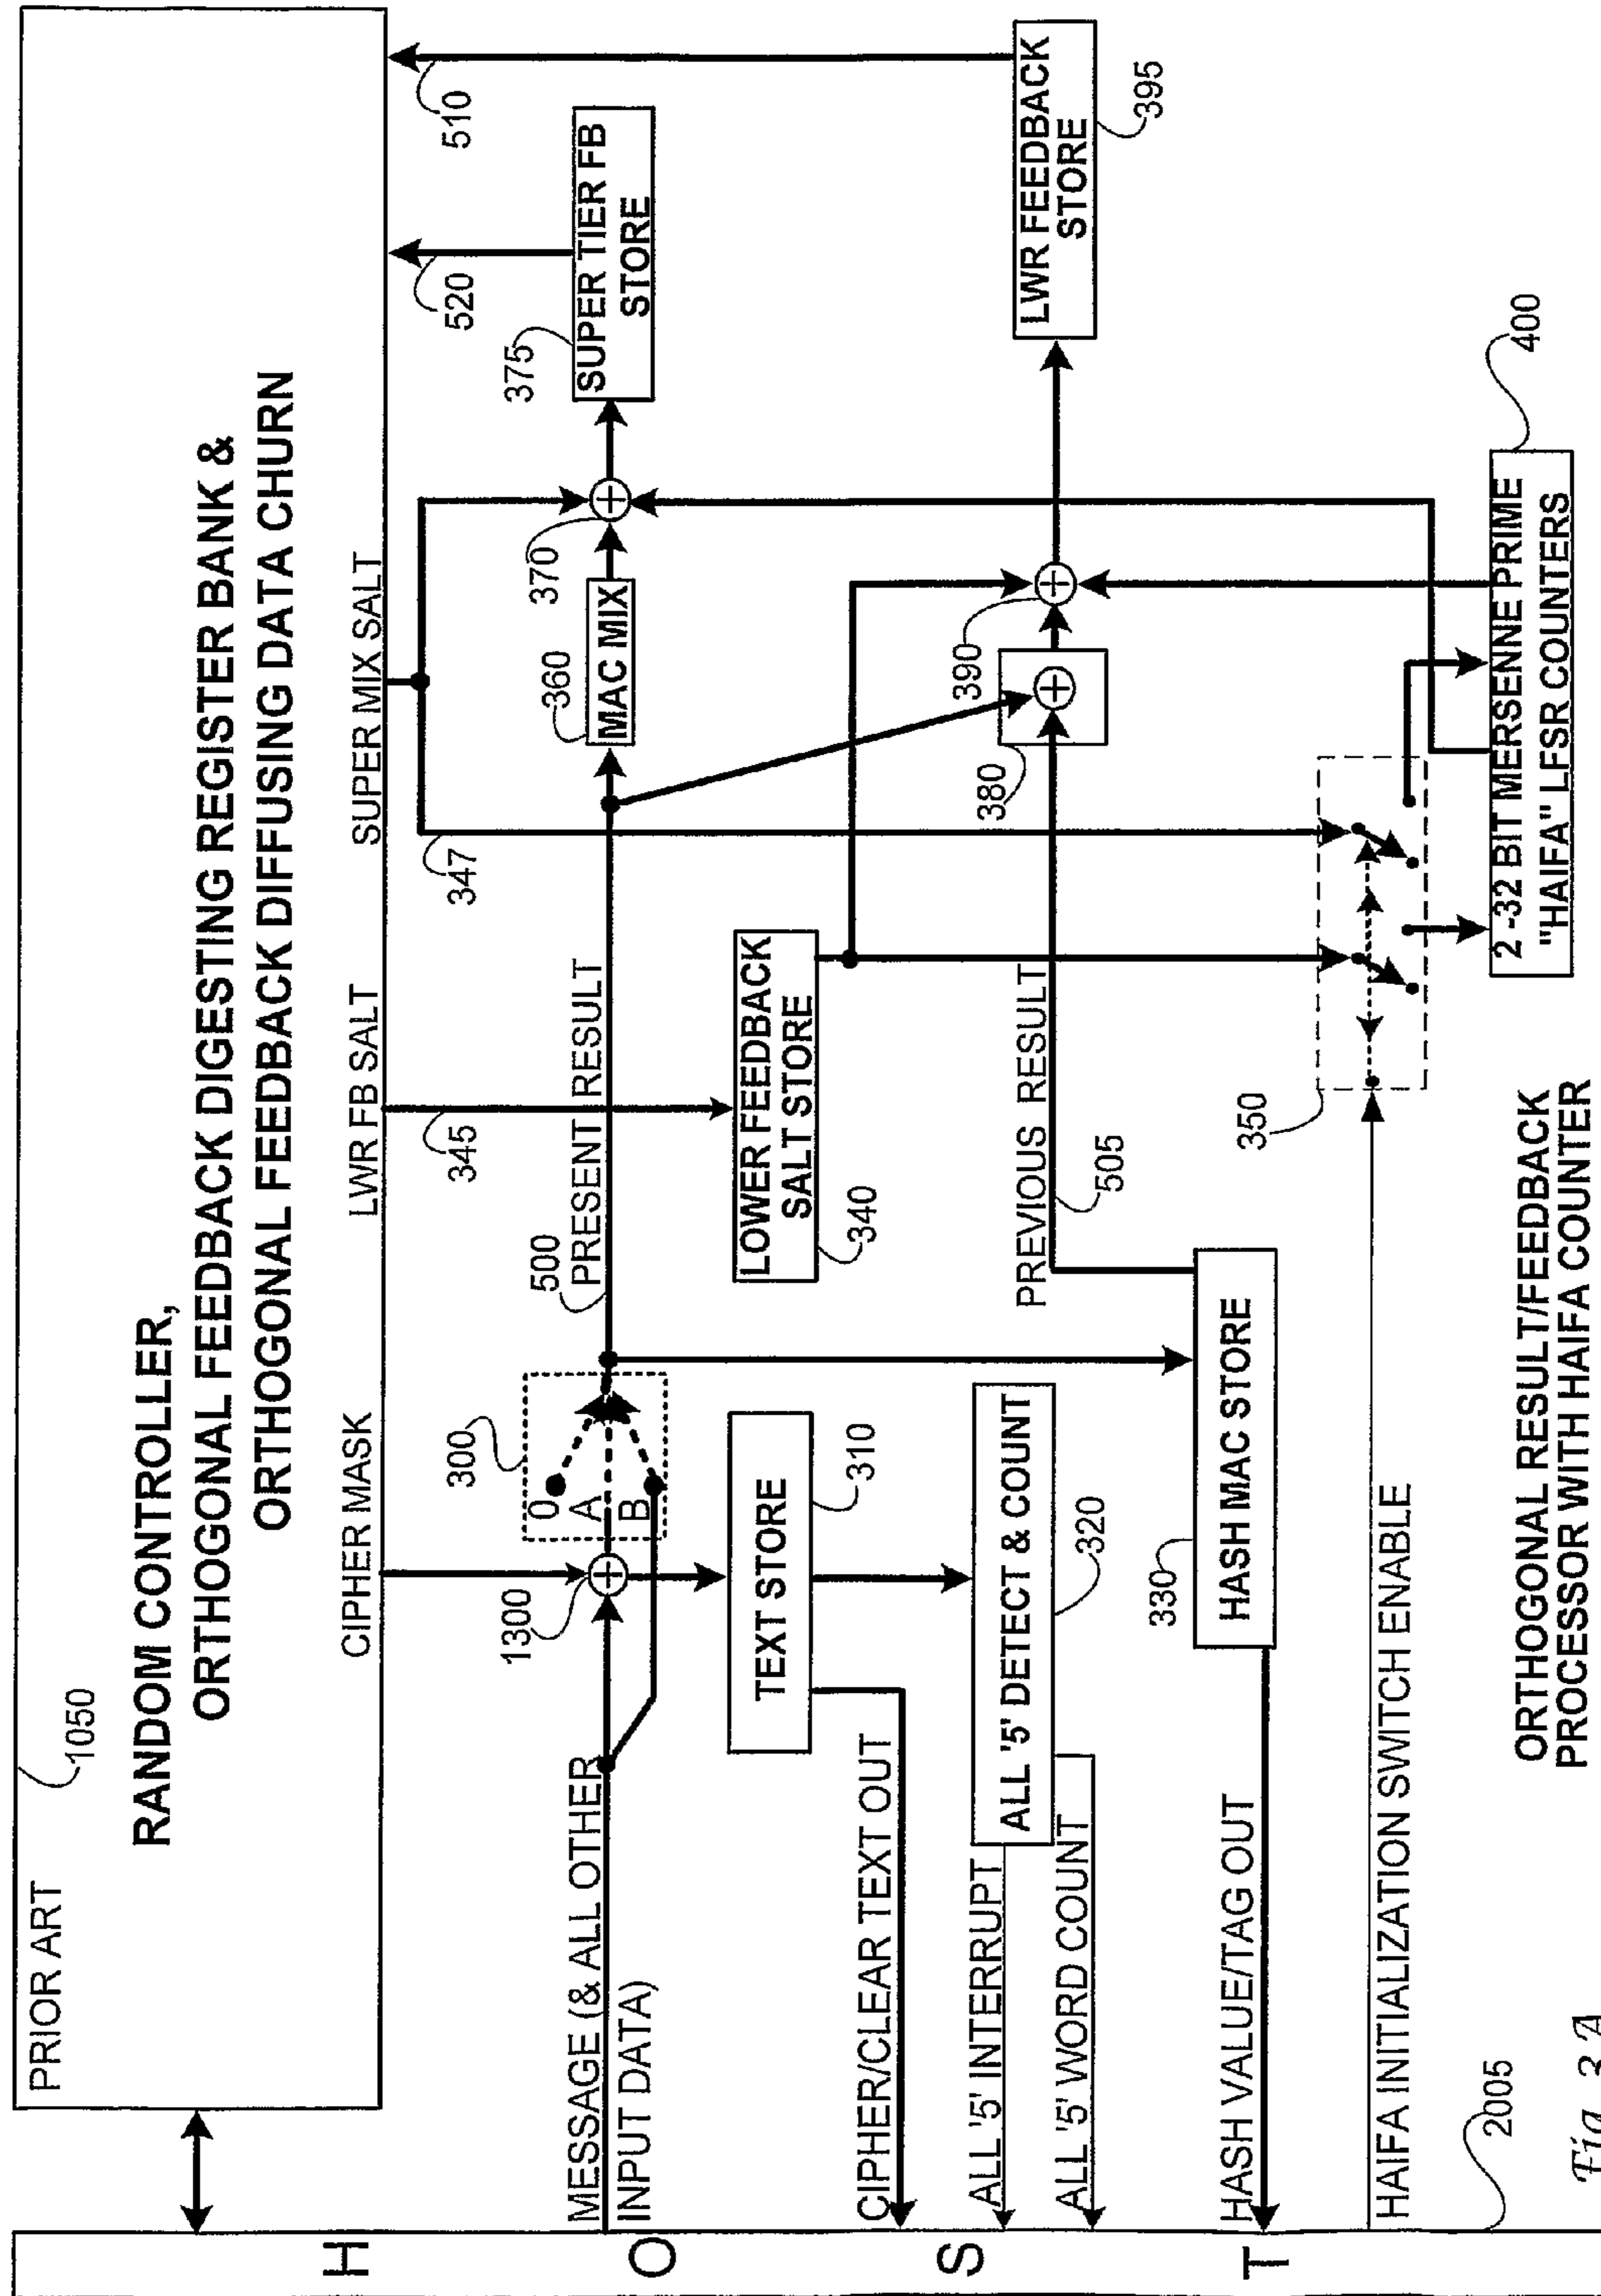 PRIOR ART
1050
RANDOM CONTROLLER,
ORTHOGONAL FEEDBACK DIGESTING REGISTER BANK &
ORTHOGONAL FEEDBACK DIFFUSING DATA CHURN
CIPHER MASK
LWR FB SALT
SUPER MIX SALT
H
O
S
T
MESSAGE (& ALL OTHER
INPUT DATA)
1300
300
0
A
B
500
PRESENT RESULT
345
347
360
MAC MIX
370
375
SUPER TIER FB
STORE
520
510
TEXT STORE
310
LOWER FEEDBACK
SALT STORE
340
CIPHER/CLEAR TEXT OUT
ALL '5' INTERRUPT
ALL '5' WORD COUNT
ALL '5' DETECT & COUNT
320
PREVIOUS RESULT
505
380
390
LWR FEEDBACK
STORE
395
330
HASH MAC STORE
HASH VALUE/TAG OUT
350
HAIFA INITIALIZATION SWITCH ENABLE
2 -32 BIT MERSENNE PRIME
"HAIFA" LFSR COUNTERS
400
2005
ORTHOGONAL RESULT/FEEDBACK
PROCESSOR WITH HAIFA COUNTER
Fig. 3A